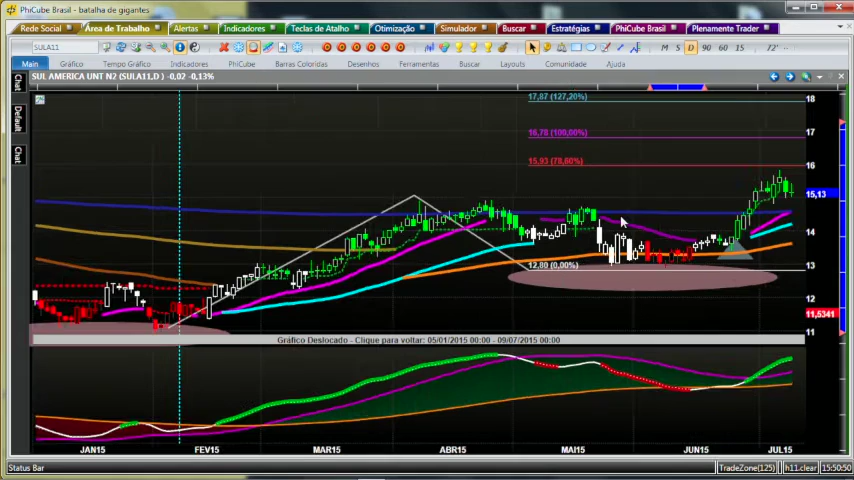 PhiCube Brasil - batalha de gigantes
Rede Social Área de Trabalho Alertas Indicadores Teclas de Atalho Otimização Simulador Buscar Estratégias PhiCube Brasil Plenamente Trader
SULA11 M S D 90 60 15 72'
Main Gráfico Tempo Gráfico Indicadores PhiCube Barras Coloridas Desenhos Ferramentas Buscar Layouts Comunidade Ajuda
SUL AMERICA UNT N2 (SULA11,D) -0,02 -0,13%
Chat
Default
Chat
17,87 (127,20%)
18
16,78 (100,00%)
17
15,93 (78,60%)
16
15,13
14
12,80 (0,00%)
13
12
11,5341
11
Gráfico Deslocado - Clique para voltar: 05/01/2015 00:00 - 09/07/2015 00:00
JAN15 FEV15 MAR15 ABR15 MAI15 JUN15 JUL15
Status Bar TradeZone(125) h11.clear 15:50:50